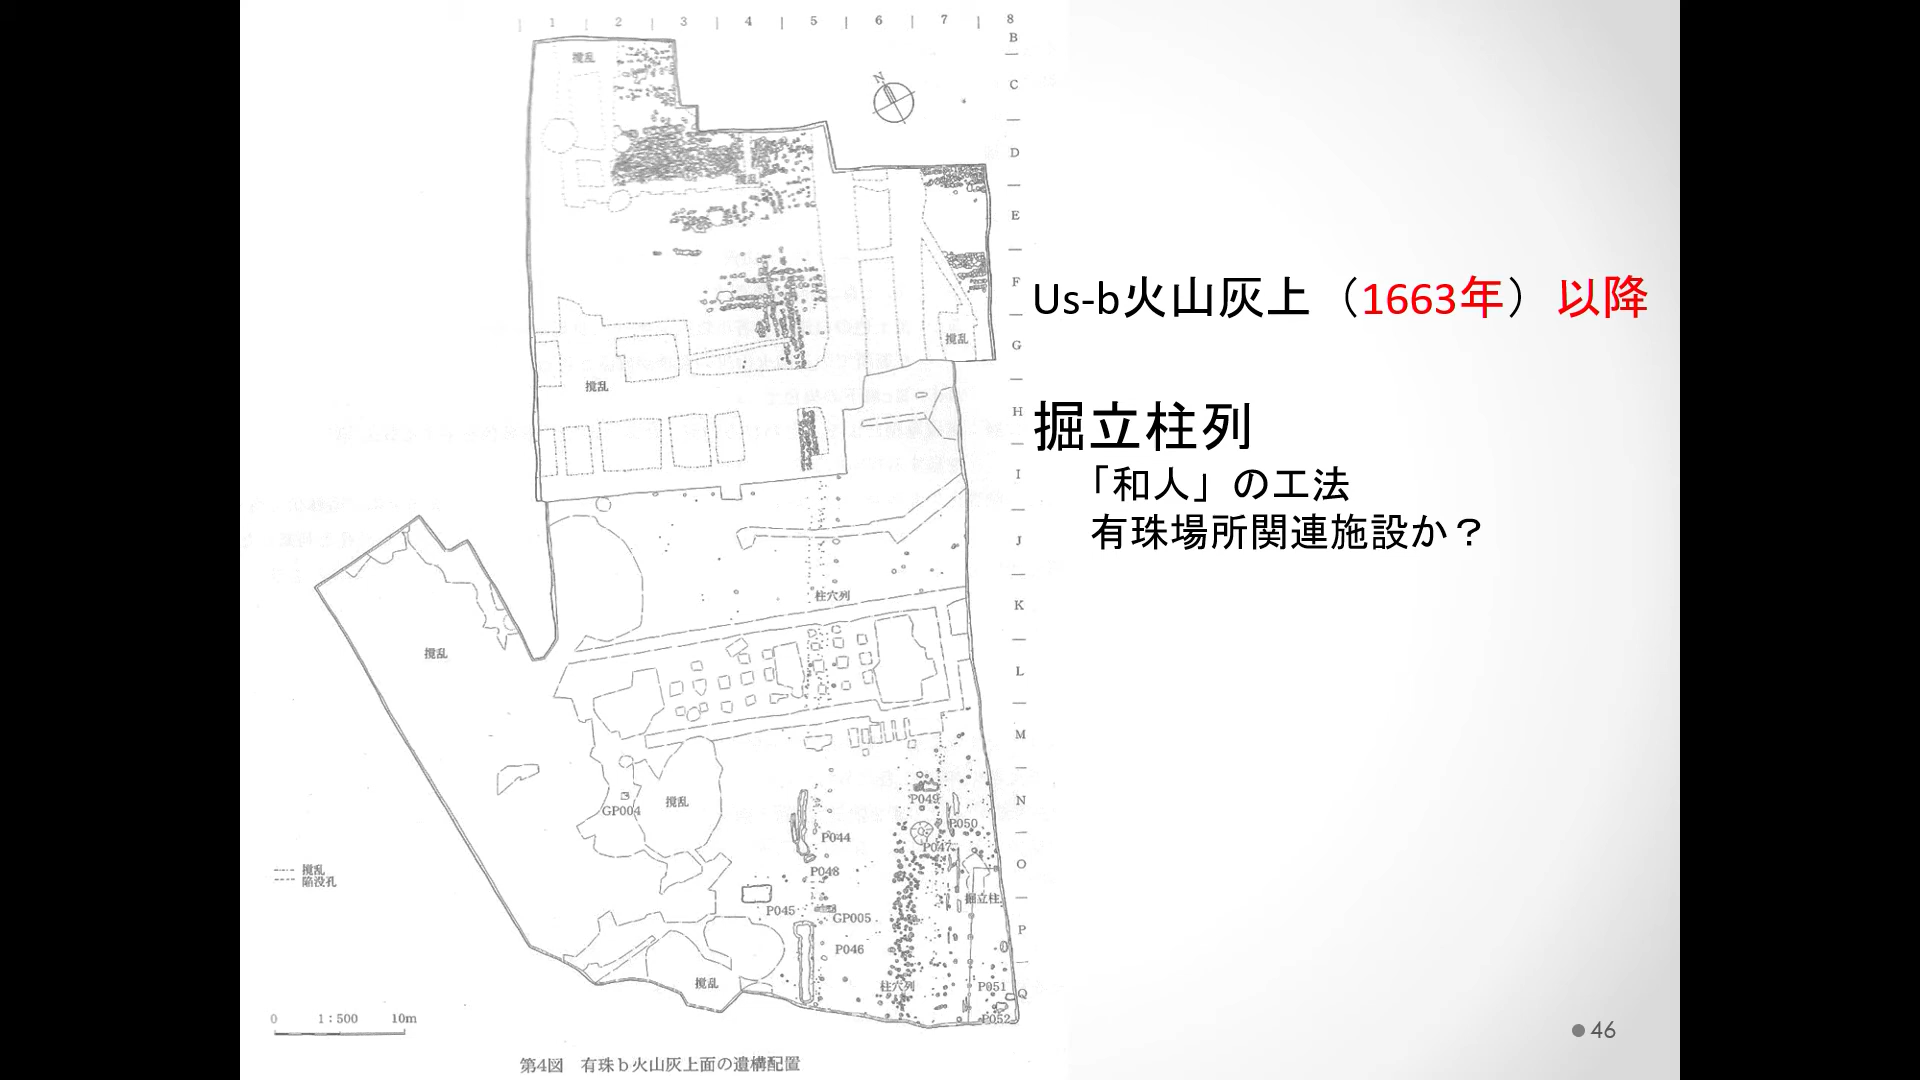 1 2 3 4 5 6 7 8
B
撹乱
N
C
D
撹乱
E
F
Us-b火山灰上（1663年）以降
撹乱
G
撹乱
H
掘立柱列
I
「和人」の工法
有珠場所関連施設か？
J
柱穴列
K
撹乱
L
M
P049
N
撹乱
GP004
P050
P044
P047
O
P048
撹乱
陥没孔
掘立柱
P045
GP005
P
P046
撹乱
柱穴列
P051
Q
P052
0 1：500 10m
46
第4図 有珠ｂ火山灰上面の遺構配置